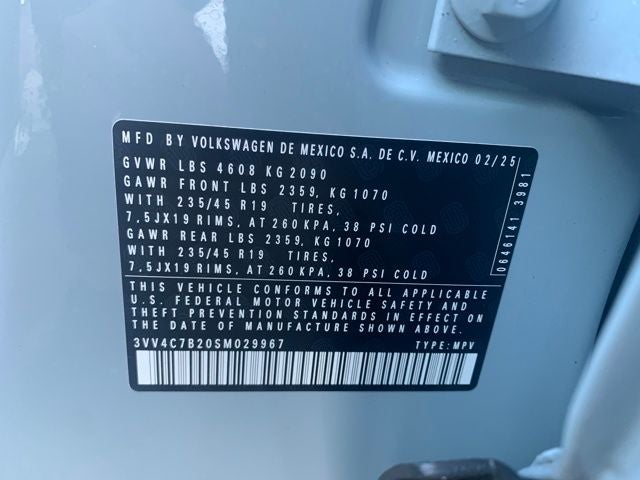 MFD BY VOLKSWAGEN DE MEXICO S.A. DE C.V. MEXICO 02/25
GVWR LBS 4608 KG 2090
GAWR FRONT LBS 2359, KG 1070
WITH 235/45 R19 TIRES,
7,5JX19 RIMS, AT 260 KPA, 38 PSI COLD
GAWR REAR LBS 2359, KG 1070
WITH 235/45 R19 TIRES,
7,5JX19 RIMS, AT 260 KPA, 38 PSI COLD
THIS VEHICLE CONFORMS TO ALL APPLICABLE
U.S. FEDERAL MOTOR VEHICLE SAFETY AND
THEFT PREVENTION STANDARDS IN EFFECT ON
THE DATE OF MANUFACTURE SHOWN ABOVE.
3VV4C7B20SM029967 TYPE: MPV
0646141 3981